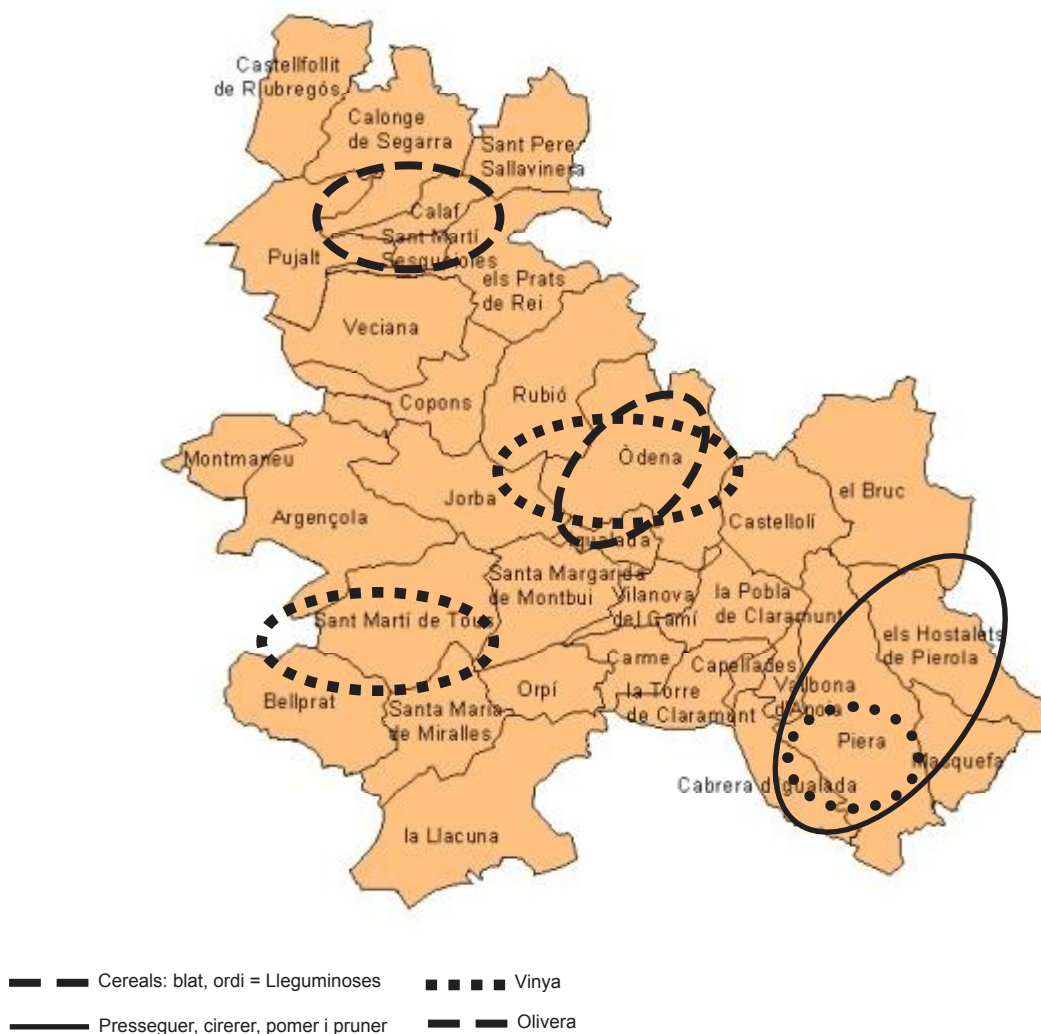 Castellfollit
de Riubregós
Calonge
de Segarra
Sant Pere
Sallavinera
Calaf
Sant Martí
Sesgueioles
Pujalt
els Prats
de Rei
Veciana
Copons
Rubió
Òdena
Montmaneu
Jorba
Argençola
Castellolí
el Bruc
Igualada
Santa Margarida
de Montbui
Vilanova
del Camí
la Pobla
de Claramunt
Sant Martí de Tous
els Hostalets
de Pierola
Carme
Capellades
Vallbona
d'Anoia
Orpí
la Torre
de Claramunt
Bellprat
Santa Maria
de Miralles
Piera
Masquefa
Cabrera d'Igualada
la Llacuna
Cereals: blat, ordi = Lleguminoses
Vinya
Presseguer, cirerer, pomer i pruner
Olivera